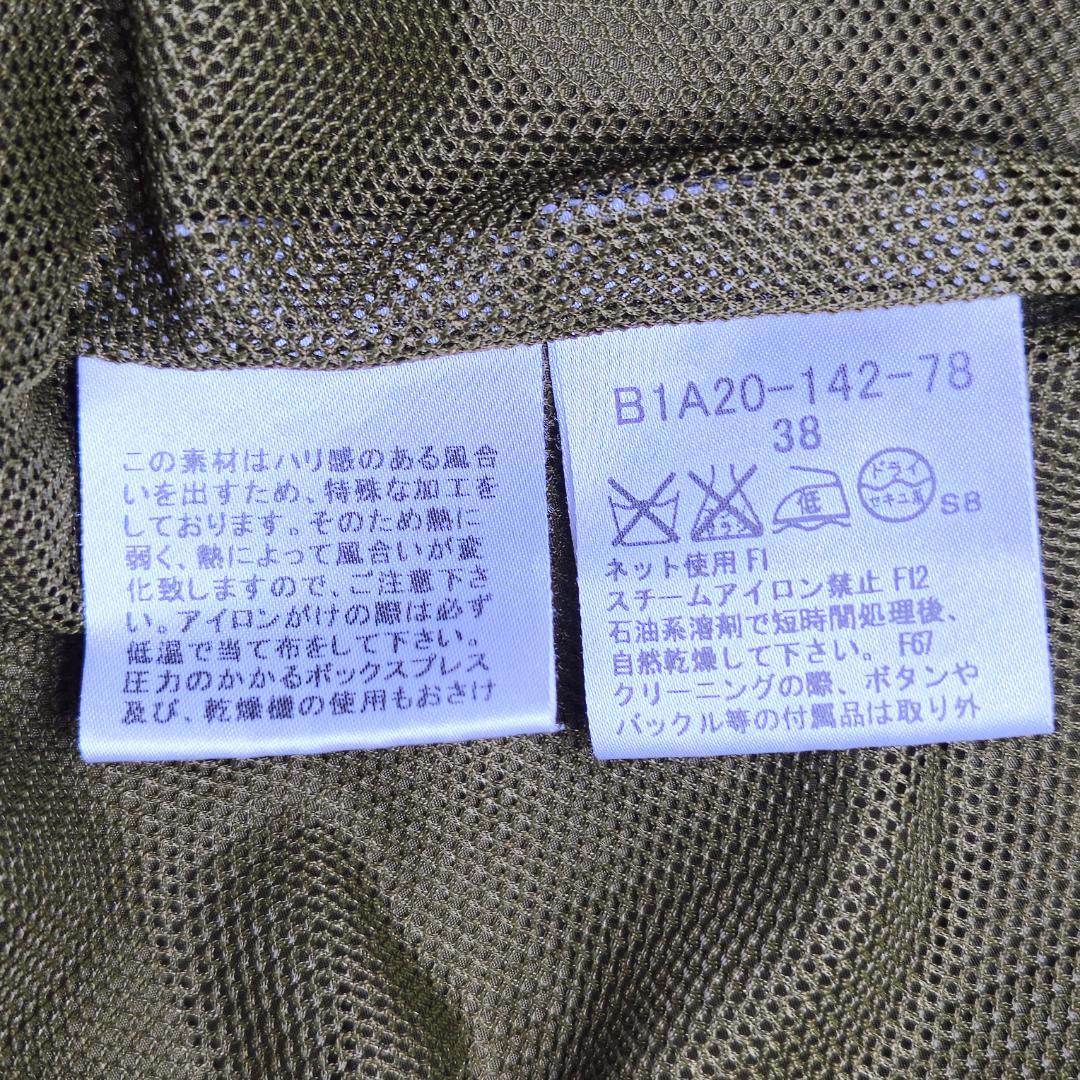 この素材はハリ感のある風合
いを出すため、特殊な加工を
しております。そのため熱に
弱く、熱によって風合いが変
化致しますので、ご注意下さ
い。アイロンがけの際は必ず
低温で当て布をして下さい。
圧力のかかるボックスプレス
及び、乾燥機の使用もおさけ
B1A20-142-78
38
低
ドライ
セキユ系
S8
ネット使用 F1
スチームアイロン禁止 F12
石油系溶剤で短時間処理後、
自然乾燥して下さい。 F67
クリーニングの際、ボタンや
バックル等の付属品は取り外